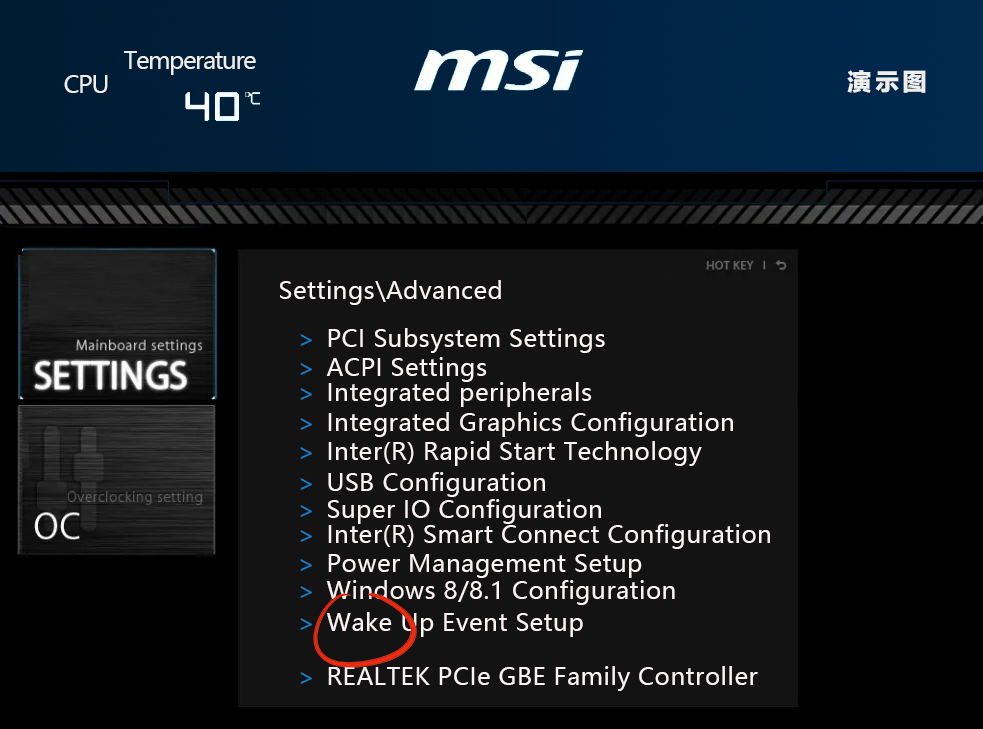 Temperature
CPU
40℃
msi
演示图
HOT KEY | ↩
Settings\Advanced
Mainboard settings
SETTINGS
Overclocking setting
OC
> PCI Subsystem Settings
> ACPI Settings
> Integrated peripherals
> Integrated Graphics Configuration
> Inter(R) Rapid Start Technology
> USB Configuration
> Super IO Configuration
> Inter(R) Smart Connect Configuration
> Power Management Setup
> Windows 8/8.1 Configuration
> Wake Up Event Setup
> REALTEK PCIe GBE Family Controller